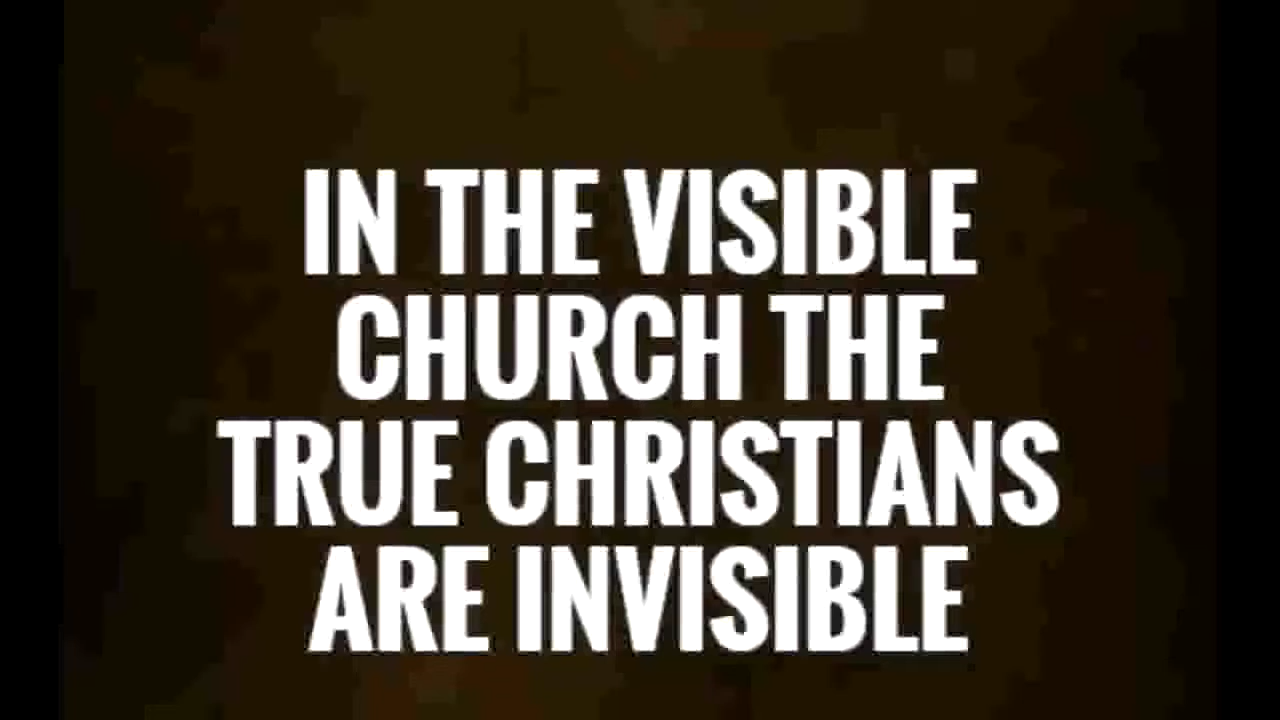 IN THE VISIBLE
CHURCH THE
TRUE CHRISTIANS
ARE INVISIBLE